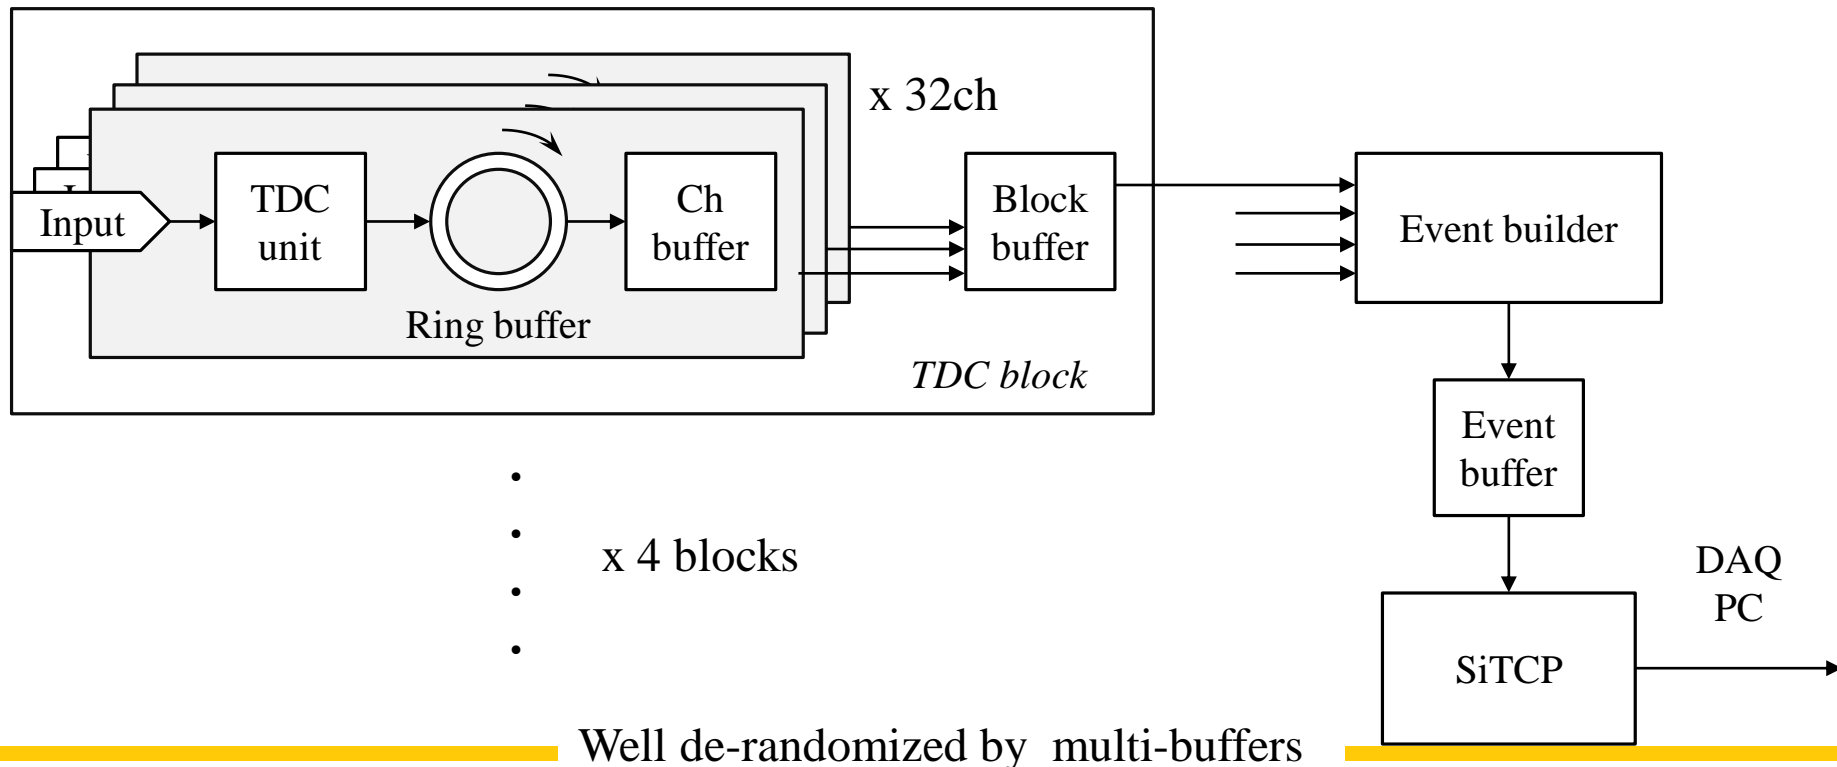 x 32ch
Input
TDC
unit
Ring buffer
Ch
buffer
Block
buffer
TDC block
Event builder
Event
buffer
x 4 blocks
DAQ
PC
SiTCP
Well de-randomized by multi-buffers